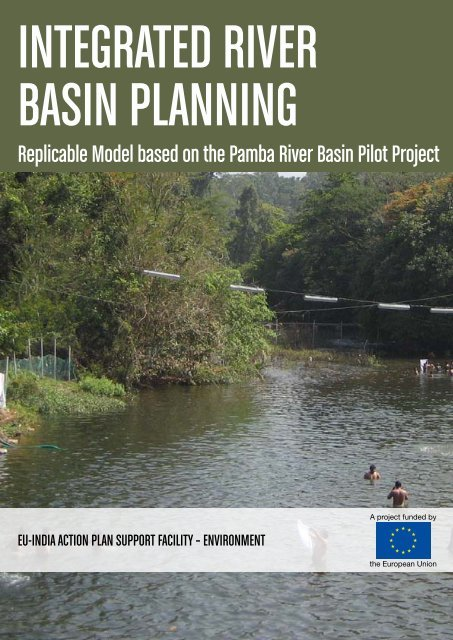 INTEGRATED RIVER
BASIN PLANNING
Replicable Model based on the Pamba River Basin Pilot Project
EU-INDIA ACTION PLAN SUPPORT FACILITY – ENVIRONMENT
A project funded by
the European Union